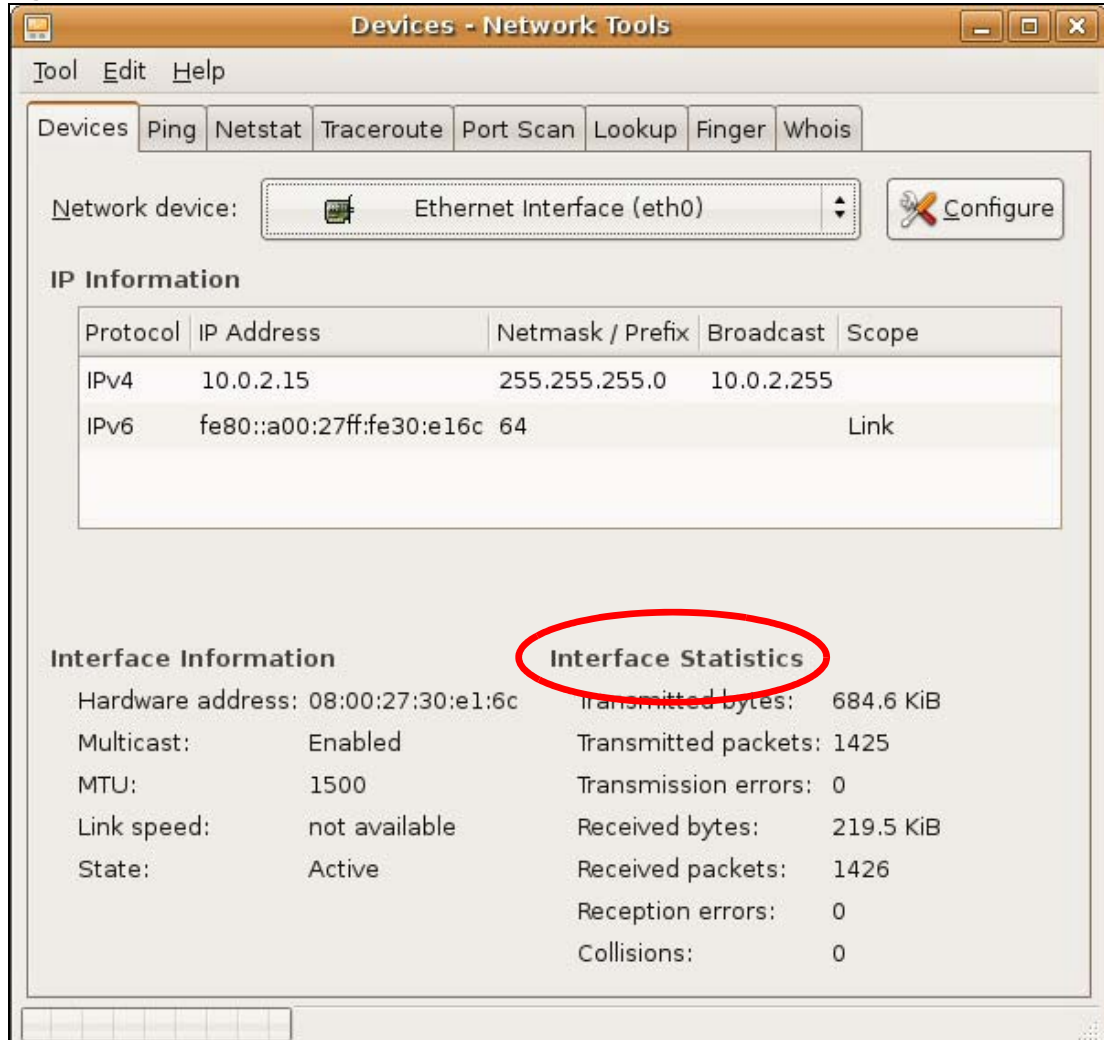 Devices - Network Tools
Tool Edit Help
Devices Ping Netstat Traceroute Port Scan Lookup Finger Whois
Network device: Ethernet Interface (eth0) Configure
IP Information
Protocol IP Address Netmask / Prefix Broadcast Scope
IPv4 10.0.2.15 255.255.255.0 10.0.2.255
IPv6 fe80::a00:27ff:fe30:e16c 64 Link
Interface Information
Hardware address: 08:00:27:30:e1:6c
Multicast: Enabled
MTU: 1500
Link speed: not available
State: Active
Interface Statistics
Transmitted bytes: 684.6 KiB
Transmitted packets: 1425
Transmission errors: 0
Received bytes: 219.5 KiB
Received packets: 1426
Reception errors: 0
Collisions: 0